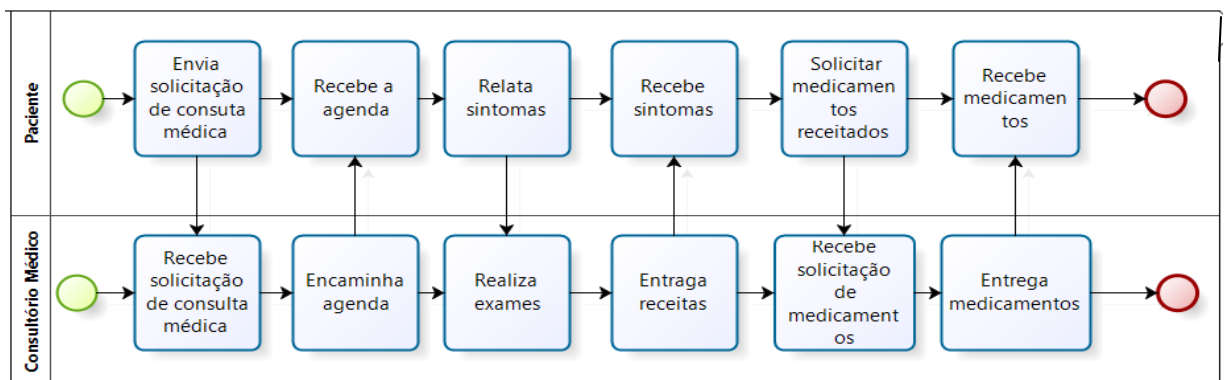 Paciente
Envia
solicitação
de consuta
médica
Recebe a
agenda
Relata
sintomas
Recebe
sintomas
Solicitar
medicamen
tos
receitados
Recebe
medicamen
tos
Consultório Médico
Recebe
solicitação
de consulta
médica
Encaminha
agenda
Realiza
exames
Entraga
receitas
Recebe
solicitação
de
medicament
os
Entrega
medicamentos